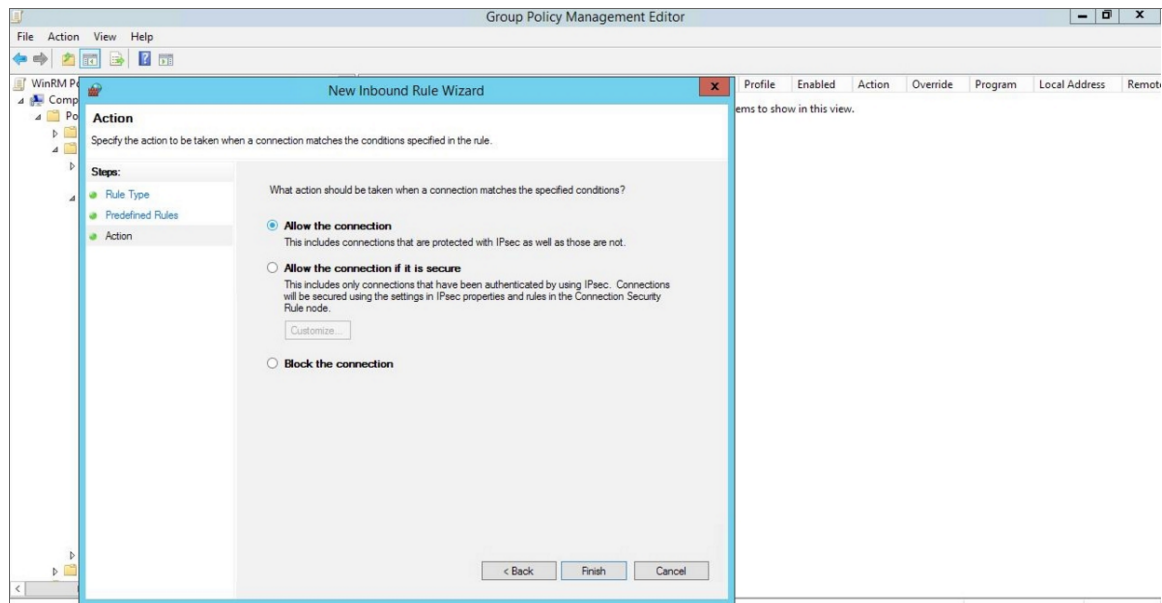 Group Policy Management Editor
File Action View Help
WinRM Po
Comp
Po
New Inbound Rule Wizard
x
Profile Enabled Action Override Program Local Address Remote
ems to show in this view.
Action
Specify the action to be taken when a connection matches the conditions specified in the rule.
Steps:
Rule Type
Predefined Rules
Action
What action should be taken when a connection matches the specified conditions?
Allow the connection
This includes connections that are protected with IPsec as well as those are not.
Allow the connection if it is secure
This includes only connections that have been authenticated by using IPsec. Connections
will be secured using the settings in IPsec properties and rules in the Connection Security
Rule node.
Customize...
Block the connection
< Back Finish Cancel